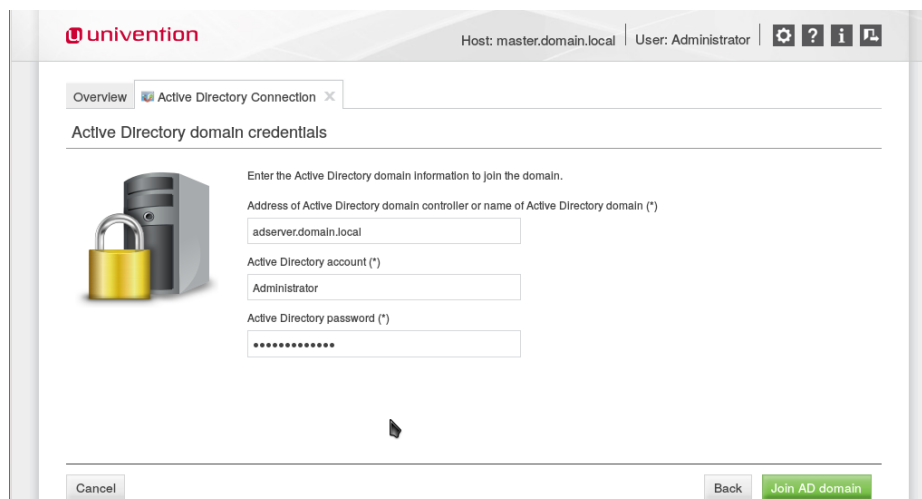 univention
Host: master.domain.local User: Administrator
Overview Active Directory Connection
Active Directory domain credentials
Enter the Active Directory domain information to join the domain.
Address of Active Directory domain controller or name of Active Directory domain (*)
adserver.domain.local
Active Directory account (*)
Administrator
Active Directory password (*)
•••••••••••••
Cancel Back Join AD domain